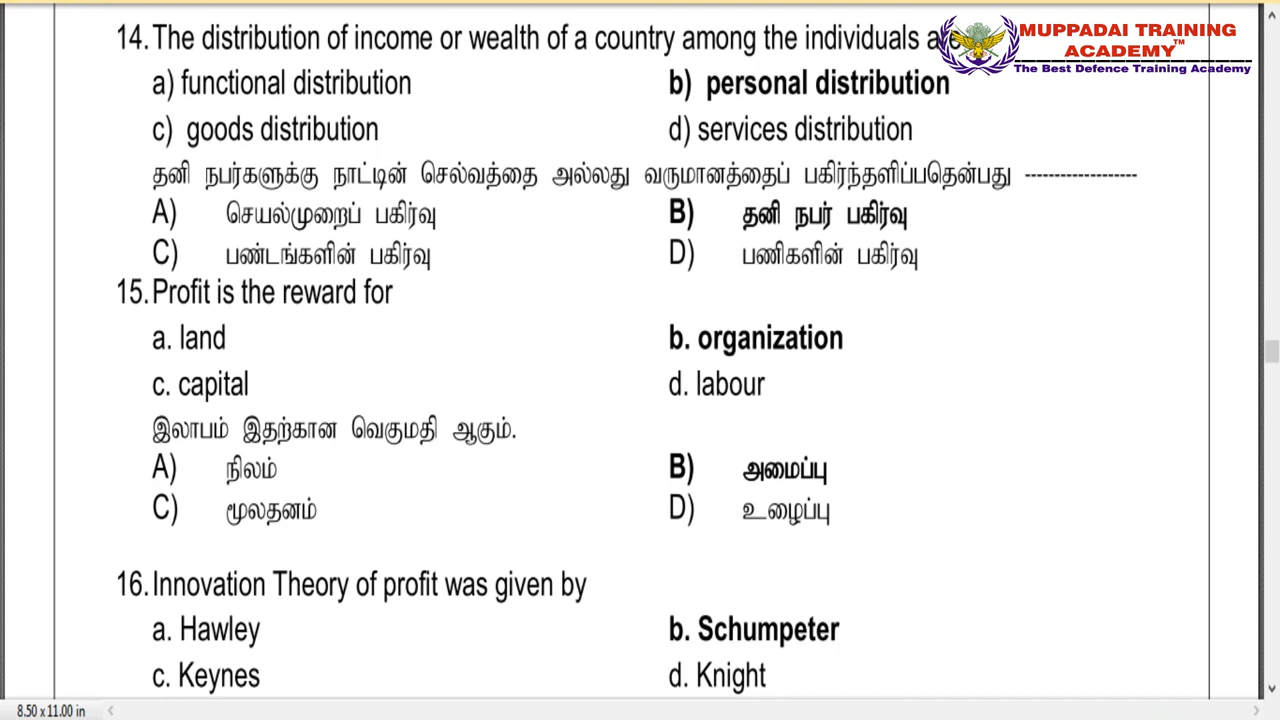 14. The distribution of income or wealth of a country among the individuals
MUPPADAI TRAINING
ACADEMY™
The Best Defence Training Academy
a) functional distribution b) personal distribution
c) goods distribution d) services distribution
தனி நபர்களுக்கு நாட்டின் செல்வத்தை அல்லது வருமானத்தைப் பகிர்ந்தளிப்பதென்பது -------------------
A) செயல்முறைப் பகிர்வு B) தனி நபர் பகிர்வு
C) பண்டங்களின் பகிர்வு D) பணிகளின் பகிர்வு
15. Profit is the reward for
a. land b. organization
c. capital d. labour
இலாபம் இதற்கான வெகுமதி ஆகும்.
A) நிலம் B) அமைப்பு
C) மூலதனம் D) உழைப்பு
16. Innovation Theory of profit was given by
a. Hawley b. Schumpeter
c. Keynes d. Knight
8.50 x 11.00 in